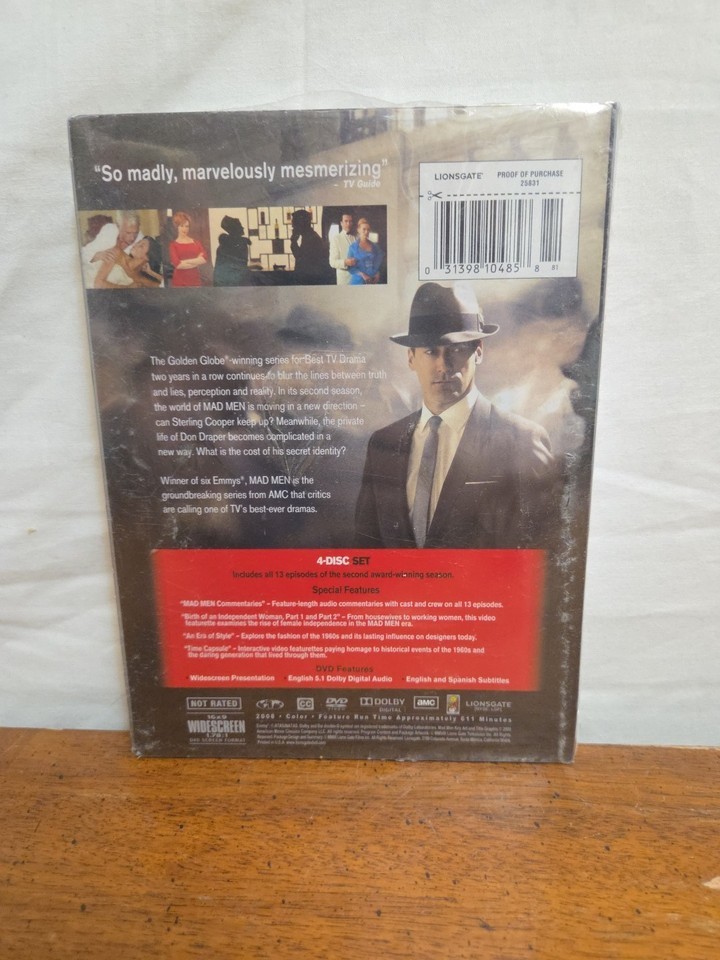 "So madly, marvelously mesmerizing"
– TV Guide
LIONSGATE PROOF OF PURCHASE
25831
0 31398 10485 8 81
The Golden Globe®-winning series for Best TV Drama
two years in a row continues to blur the lines between truth
and lies, perception and reality. In its second season,
the world of MAD MEN is moving in a new direction –
can Sterling Cooper keep up? Meanwhile, the private
life of Don Draper becomes complicated in a
new way. What is the cost of his secret identity?
Winner of six Emmys®, MAD MEN is the
groundbreaking series from AMC that critics
are calling one of TV's best-ever dramas.
4-DISC SET
Includes all 13 episodes of the second award-winning season.
Special Features
"MAD MEN Commentaries" – Feature-length audio commentaries with cast and crew on all 13 episodes.
"Birth of an Independent Woman, Part 1 and Part 2" – From housewives to working women, this video
featurette examines the rise of female independence in the MAD MEN era.
"An Era of Style" – Explore the fashion of the 1960s and its lasting influence on designers today.
"Time Capsule" – Interactive video featurettes paying homage to historical events of the 1960s and
the daring generation that lived through them.
DVD Features
• Widescreen Presentation • English 5.1 Dolby Digital Audio • English and Spanish Subtitles
NOT RATED CC DVD DOLBY DIGITAL amc LIONSGATE
16x9 WIDESCREEN 1.78:1
2008 • Color • Feature Run Time Approximately 611 Minutes